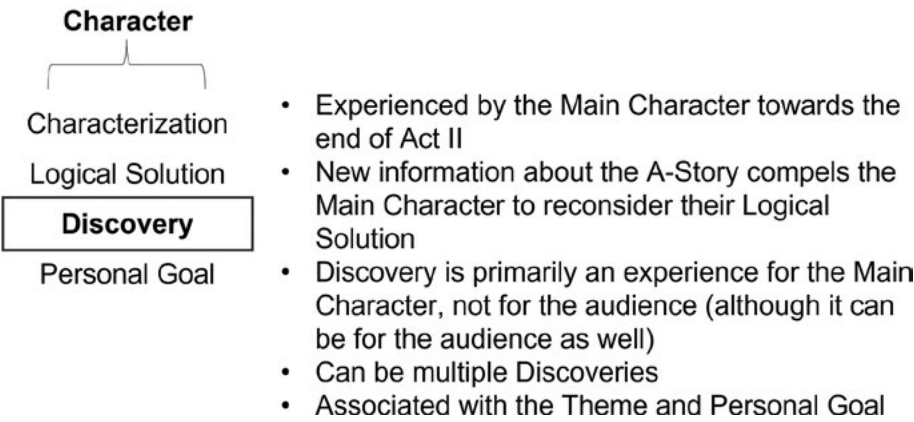 Character
Characterization
Logical Solution
Discovery
Personal Goal
• Experienced by the Main Character towards the
end of Act II
• New information about the A-Story compels the
Main Character to reconsider their Logical
Solution
• Discovery is primarily an experience for the Main
Character, not for the audience (although it can
be for the audience as well)
• Can be multiple Discoveries
• Associated with the Theme and Personal Goal